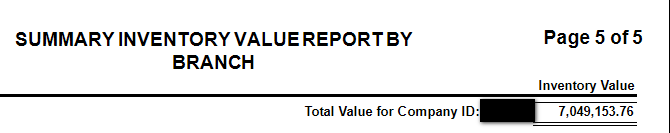 SUMMARY INVENTORY VALUE REPORT BY
BRANCH
Page 5 of 5
Inventory Value
Total Value for Company ID: 7,049,153.76